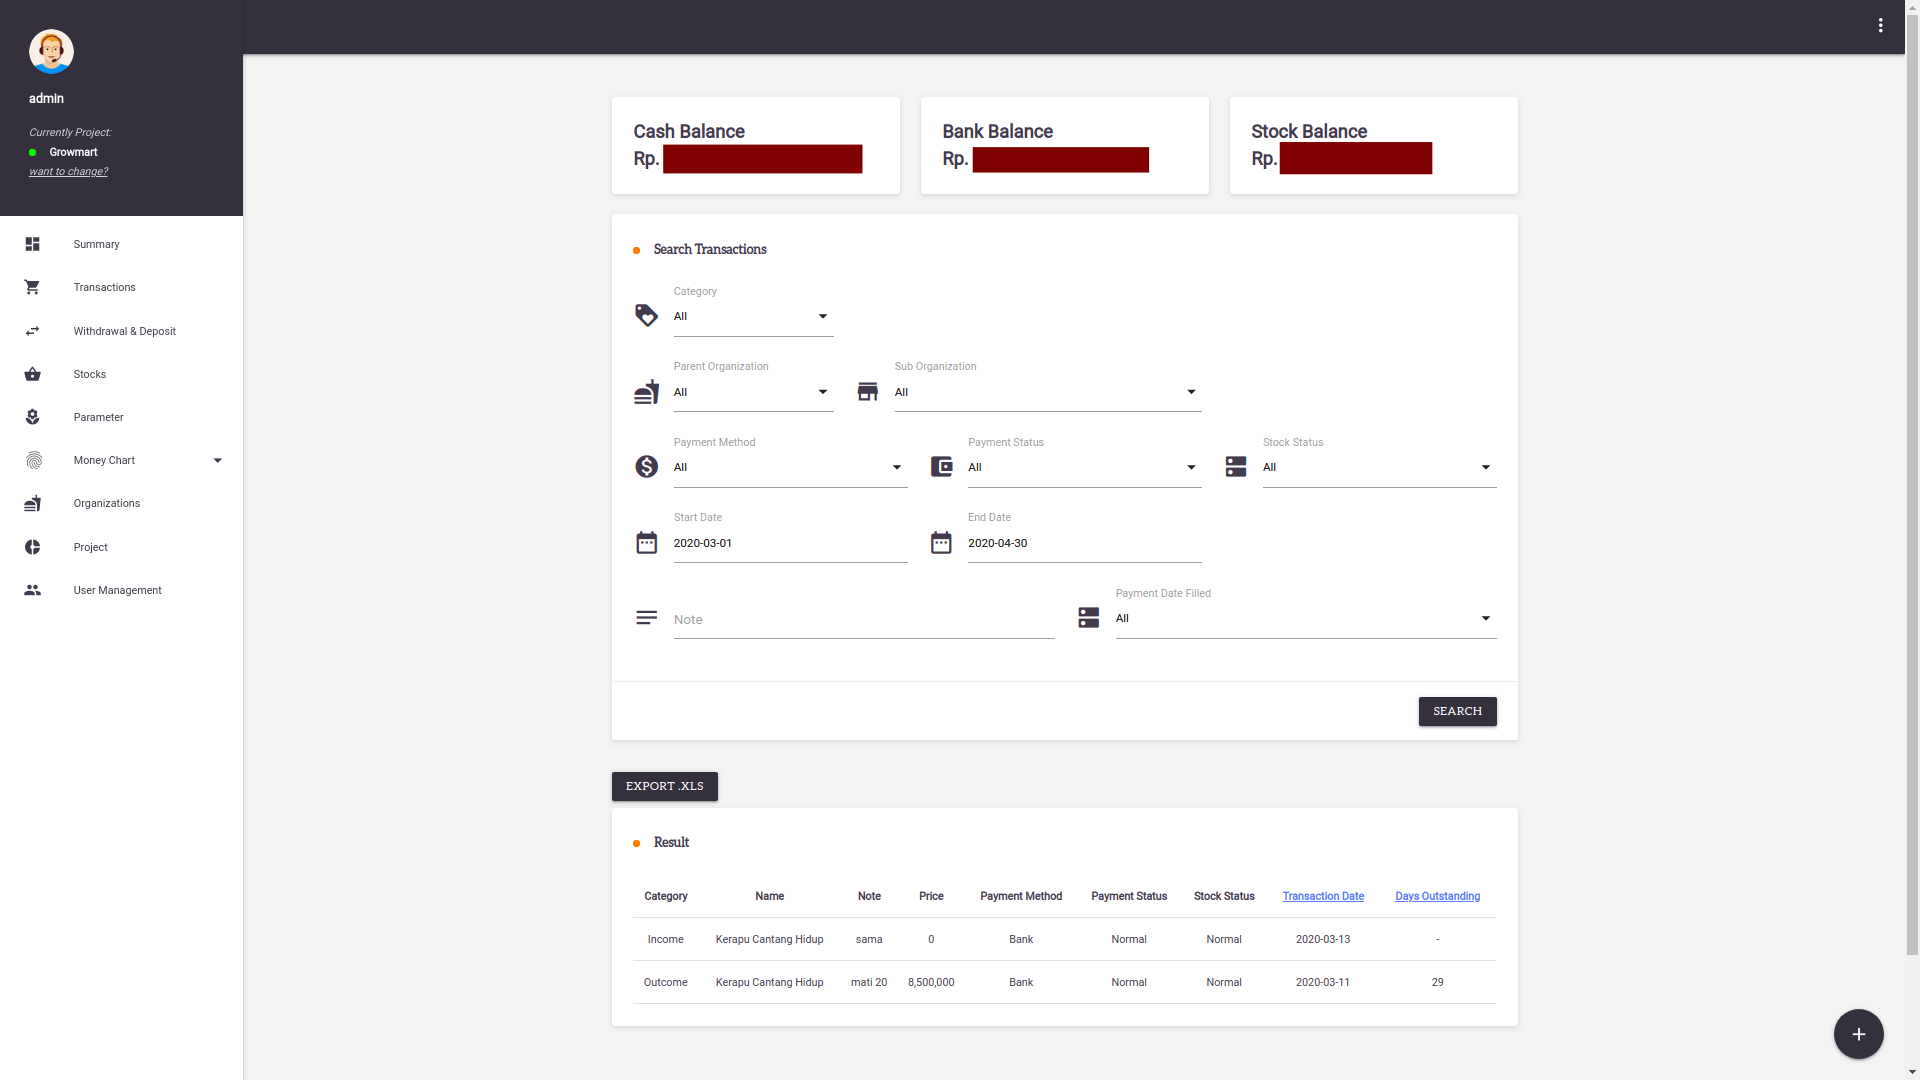 admin
Currently Project:
Growmart
want to change?
Summary
Transactions
Withdrawal & Deposit
Stocks
Parameter
Money Chart
Organizations
Project
User Management
Cash Balance
Rp.
Bank Balance
Rp.
Stock Balance
Rp.
Search Transactions
Category
All
Parent Organization Sub Organization
All All
Payment Method Payment Status Stock Status
All All All
Start Date End Date
2020-03-01 2020-04-30
Payment Date Filled
Note All
SEARCH
EXPORT .XLS
Result
Category Name Note Price Payment Method Payment Status Stock Status Transaction Date Days Outstanding
Income Kerapu Cantang Hidup sama 0 Bank Normal Normal 2020-03-13 -
Outcome Kerapu Cantang Hidup mati 20 8,500,000 Bank Normal Normal 2020-03-11 29